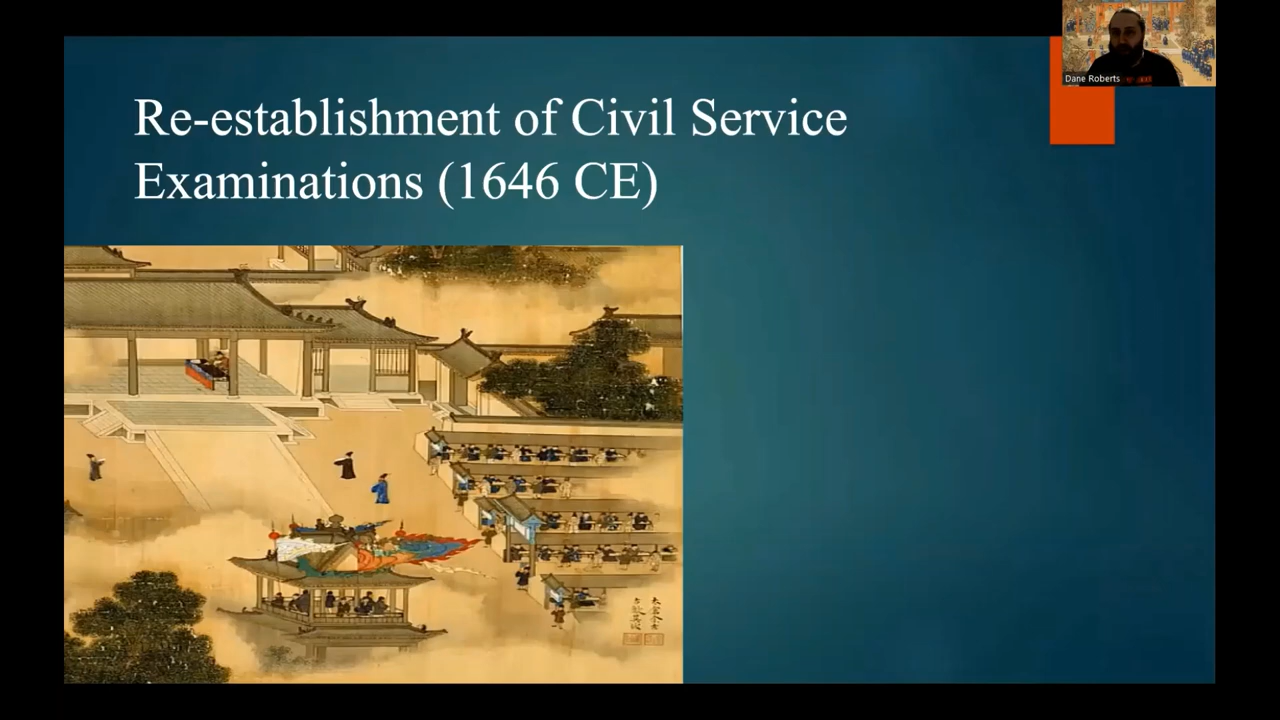 Re-establishment of Civil Service
Examinations (1646 CE)
Dane Roberts